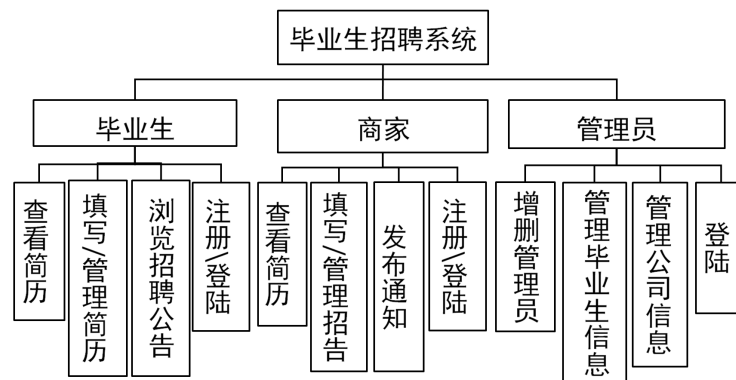 毕业生招聘系统
毕业生
商家
管理员
查看简历
填写/管理简历
浏览招聘公告
注册\登陆
查看简历
填写/管理招告
发布通知
注册\登陆
增删管理员
管理毕业生信息
管理公司信息
登陆